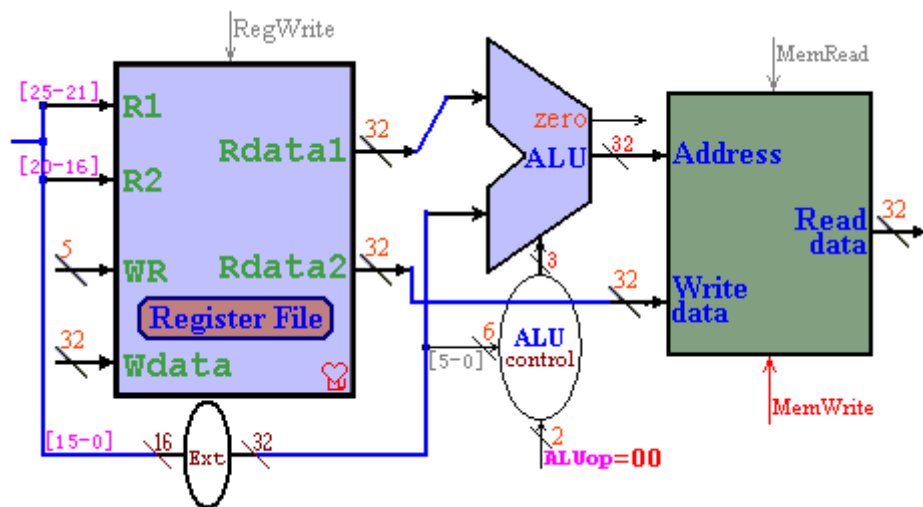 RegWrite
MemRead
[25-21]
R1
zero
32
Rdata1
ALU
32
Address
[20-16]
R2
Read
data
32
5
WR
Rdata2
32
3
32
Write
data
Register File
ALU
control
6
[5-0]
32
Wdata
MemWrite
[15-0]
16
Ext
32
2
ALUop=00